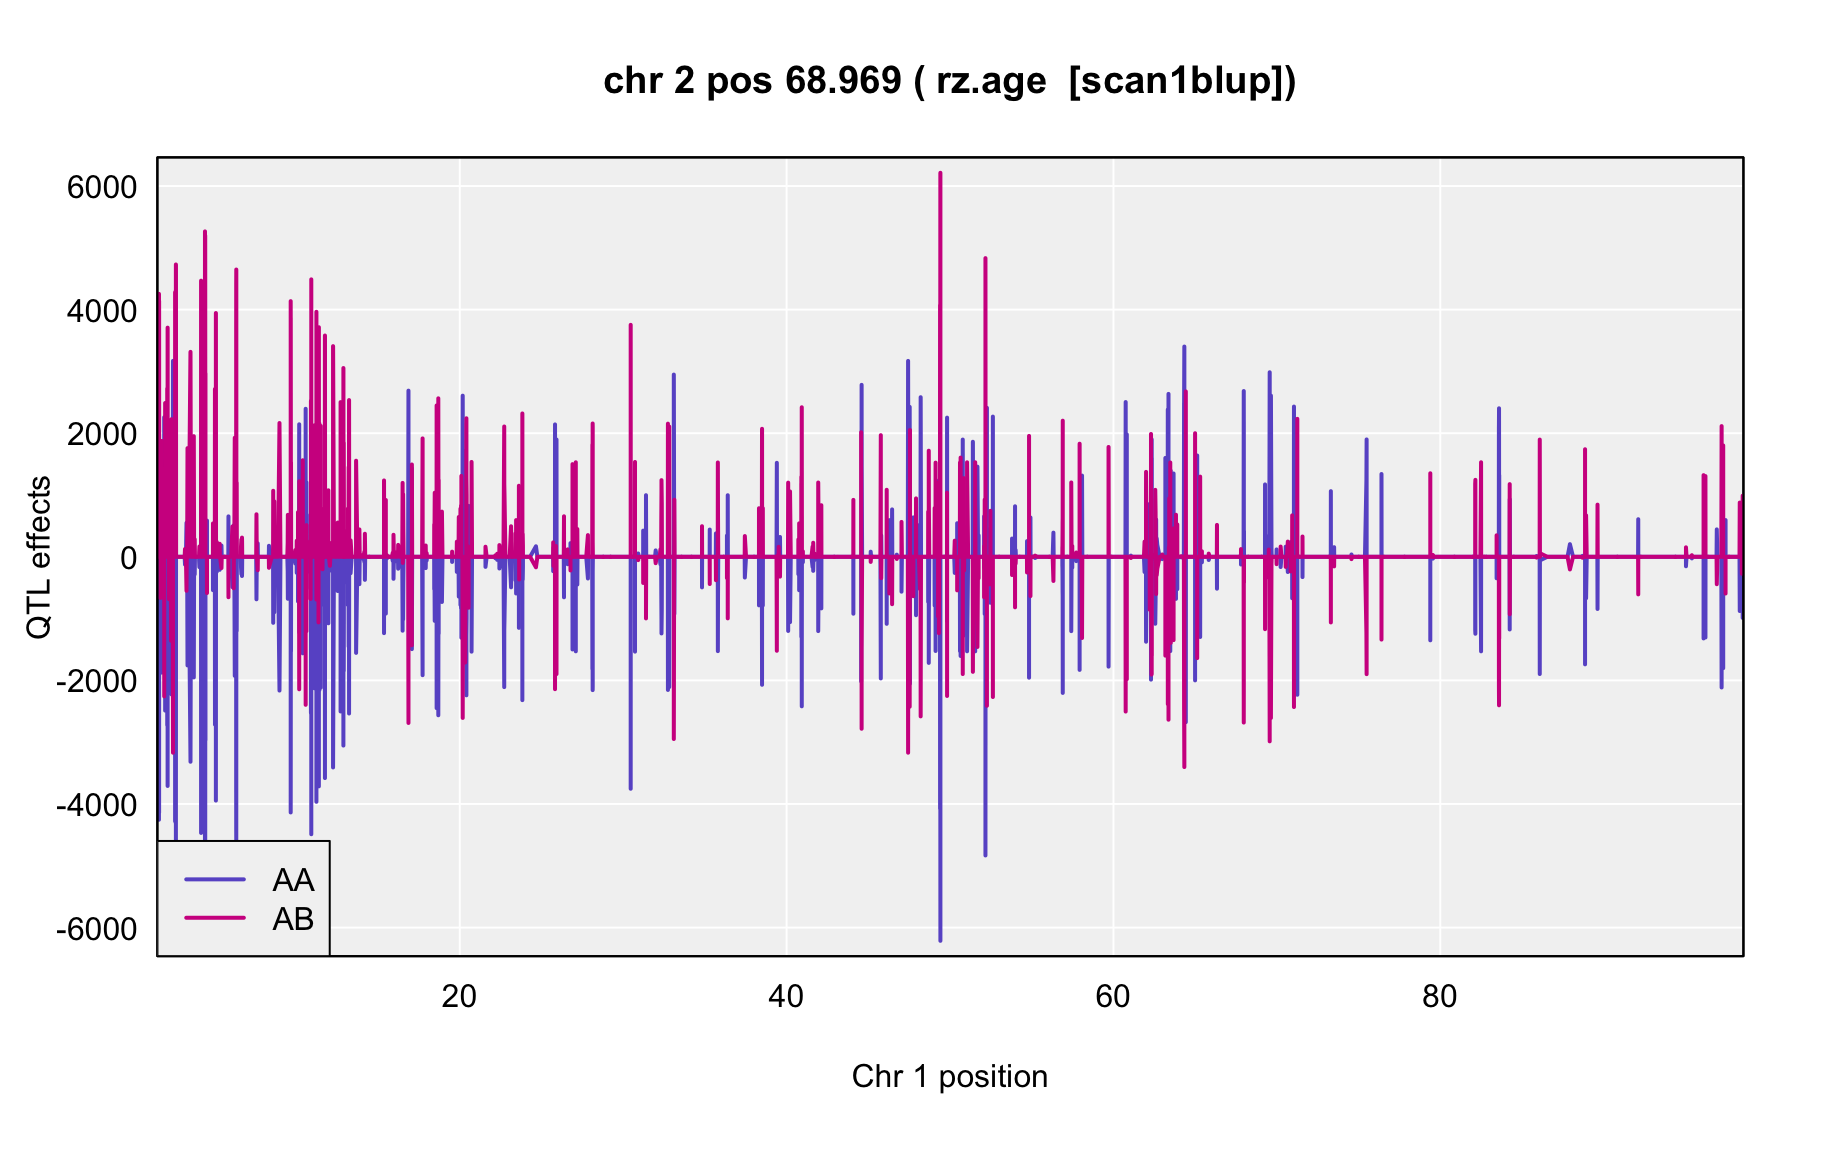 chr 2 pos 68.969 ( rz.age  [scan1blup])
6000
4000
2000
0
-2000
-4000
-6000
QTL effects
AA
AB
20
40
60
80
Chr 1 position